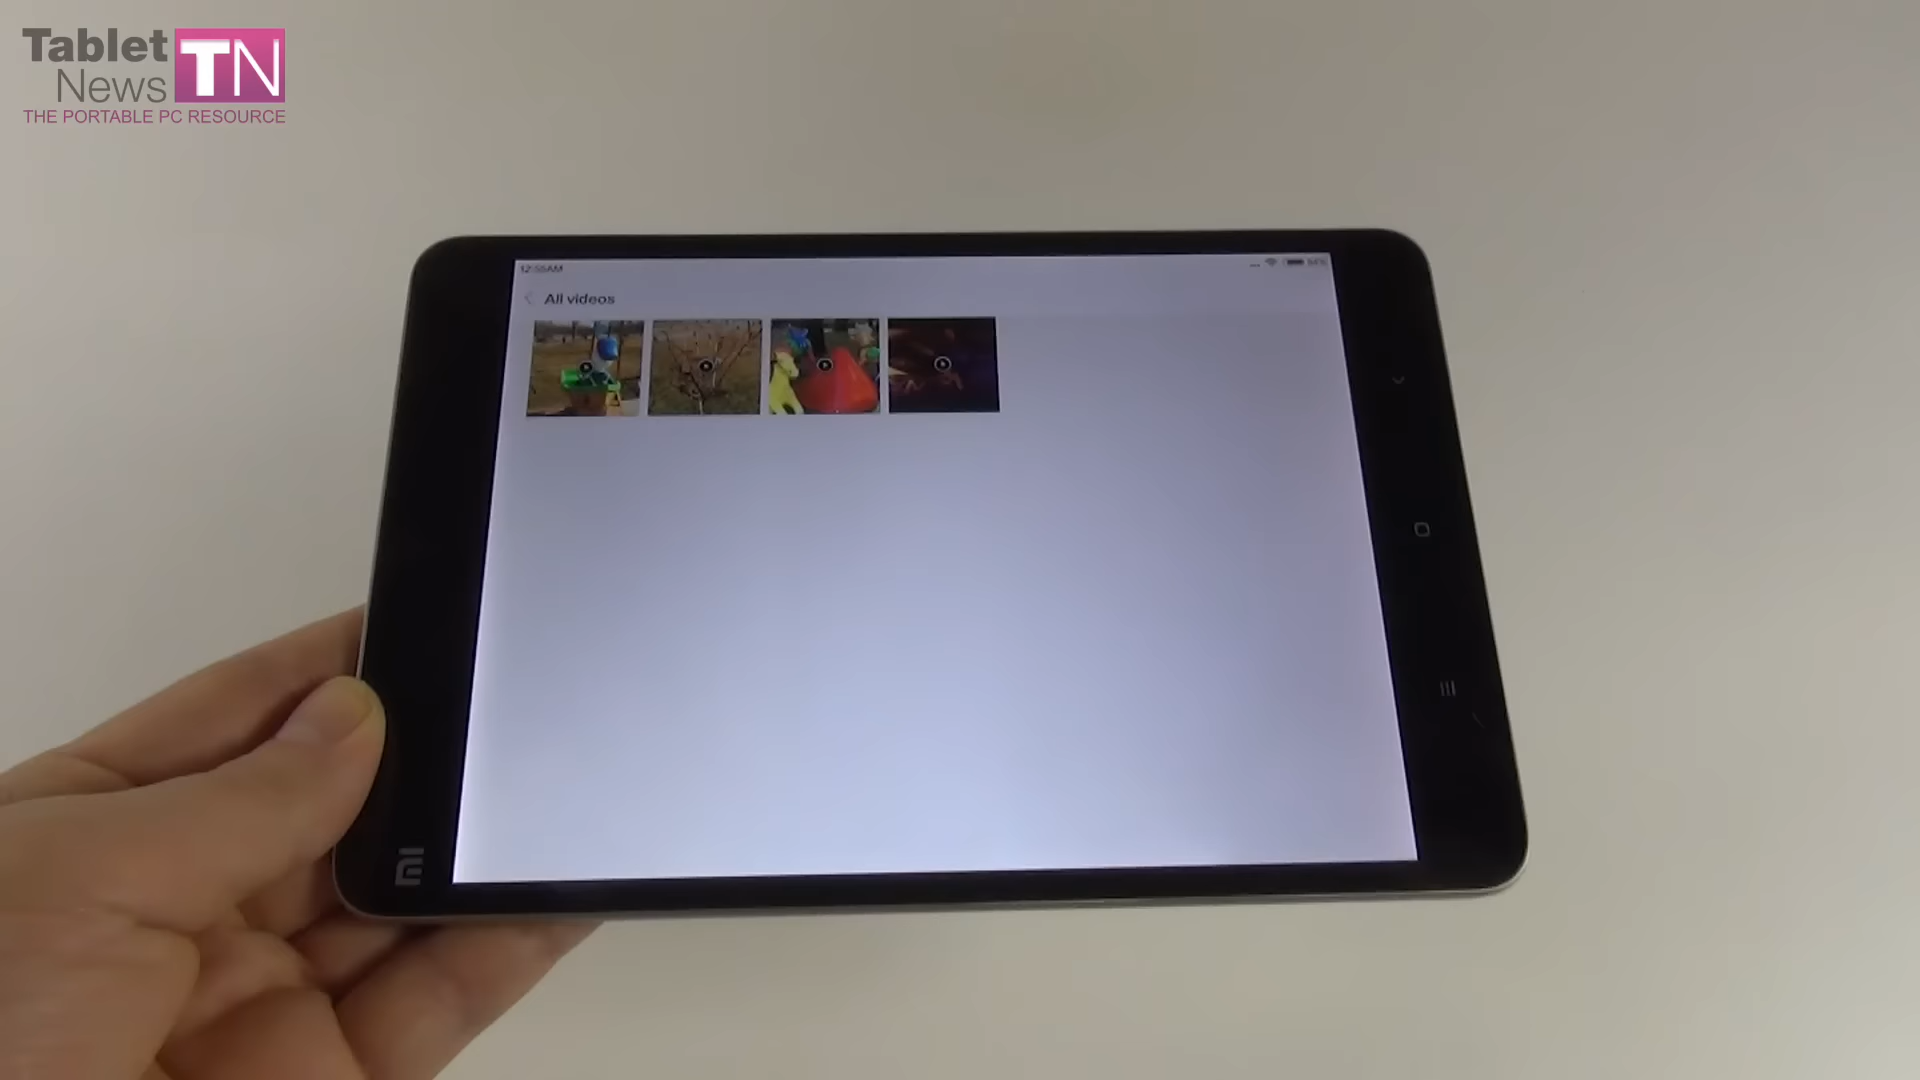 Tablet
News
TN
THE PORTABLE PC RESOURCE
All videos
mi